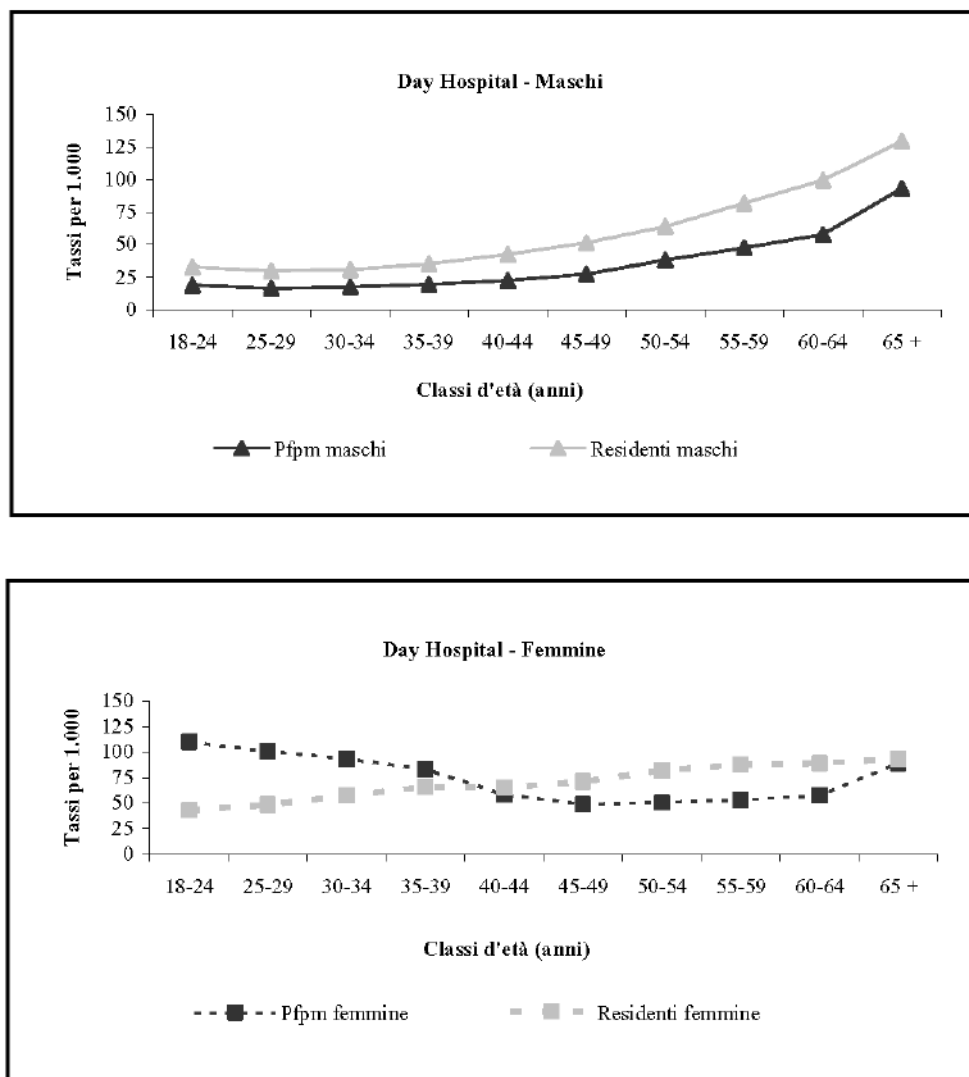 Day Hospital - Maschi
Tassi per 1.000
150
125
100
75
50
25
0
18-24 25-29 30-34 35-39 40-44 45-49 50-54 55-59 60-64 65 +
Classi d'età (anni)
Pfpm maschi Residenti maschi
Day Hospital - Femmine
Tassi per 1.000
150
125
100
75
50
25
0
18-24 25-29 30-34 35-39 40-44 45-49 50-54 55-59 60-64 65 +
Classi d'età (anni)
Pfpm femmine Residenti femmine